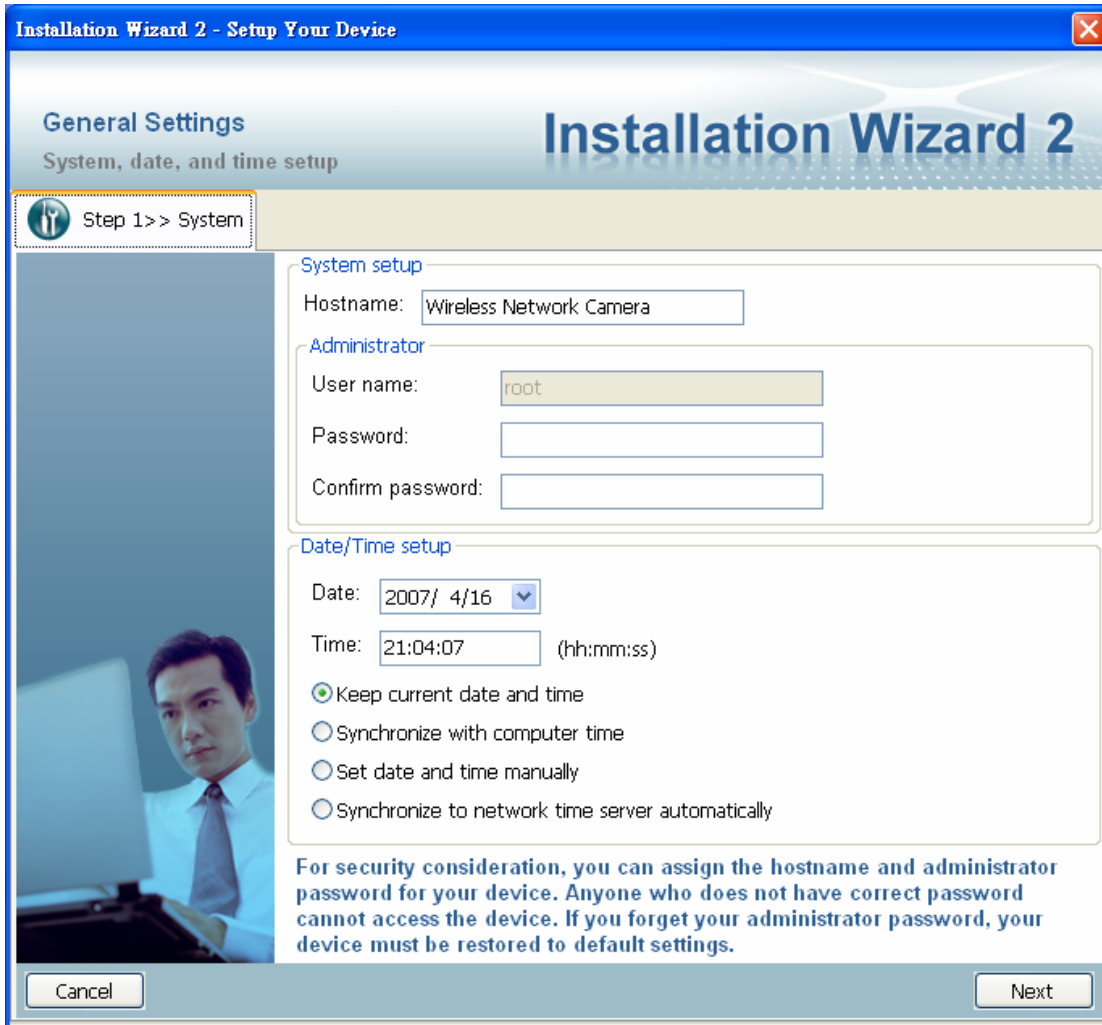 Installation Wizard 2 - Setup Your Device
General Settings
Installation Wizard 2
System, date, and time setup
Step 1>> System
System setup
Hostname: Wireless Network Camera
Administrator
User name: root
Password:
Confirm password:
Date/Time setup
Date: 2007/ 4/16
Time: 21:04:07 (hh:mm:ss)
Keep current date and time
Synchronize with computer time
Set date and time manually
Synchronize to network time server automatically
For security consideration, you can assign the hostname and administrator
password for your device. Anyone who does not have correct password
cannot access the device. If you forget your administrator password, your
device must be restored to default settings.
Cancel Next